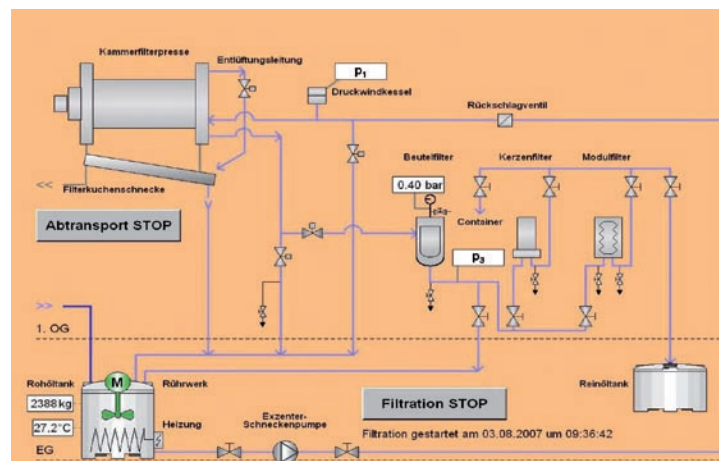 Kammerfilterpresse
Entlüftungsleitung
P1
Druckwindkessel
Rückschlagventil
Beutelfilter
Kerzenfilter
Modulfilter
0.40 bar
<<
Filterkuchenschnecke
Container
Abtransport STOP
P3
>>
1. OG
Rohöltank
M
Rührwerk
Reinöltank
2388 kg
Filtration STOP
27.2°C
Heizung
Exzenter-
Schneckenpumpe
Filtration gestartet am 03.08.2007 um 09:36:42
EG